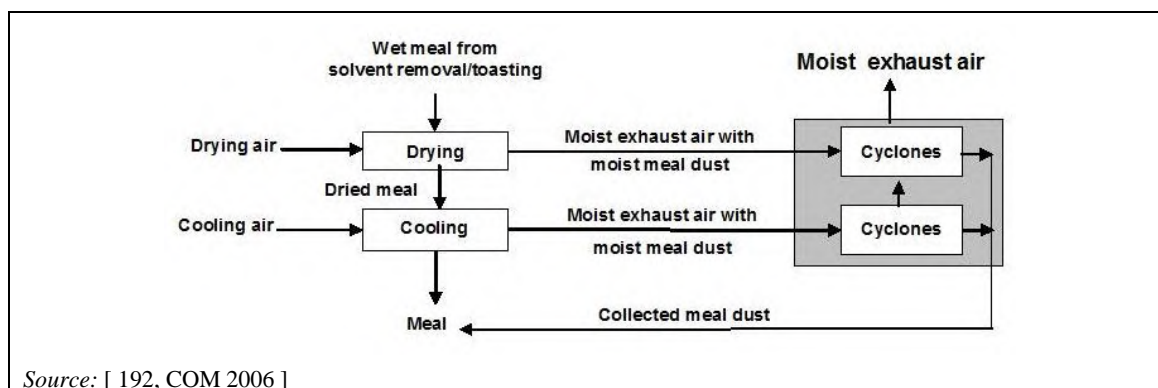 Wet meal from
solvent removal/toasting
Moist exhaust air
Drying air
Drying
Moist exhaust air with
moist meal dust
Cyclones
Dried meal
Cooling air
Cooling
Moist exhaust air with
moist meal dust
Cyclones
Meal
Collected meal dust
Source: [ 192, COM 2006 ]